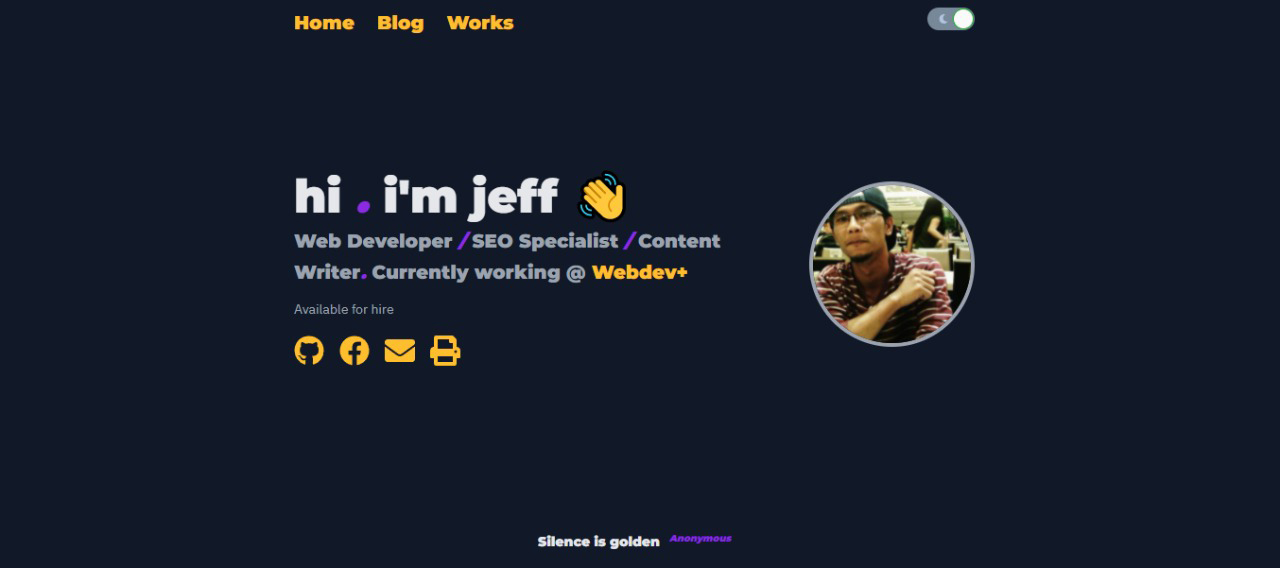 Home Blog Works
hi . i'm jeff 👋
Web Developer /SEO Specialist /Content
Writer. Currently working @ Webdev+
Available for hire
Silence is golden Anonymous